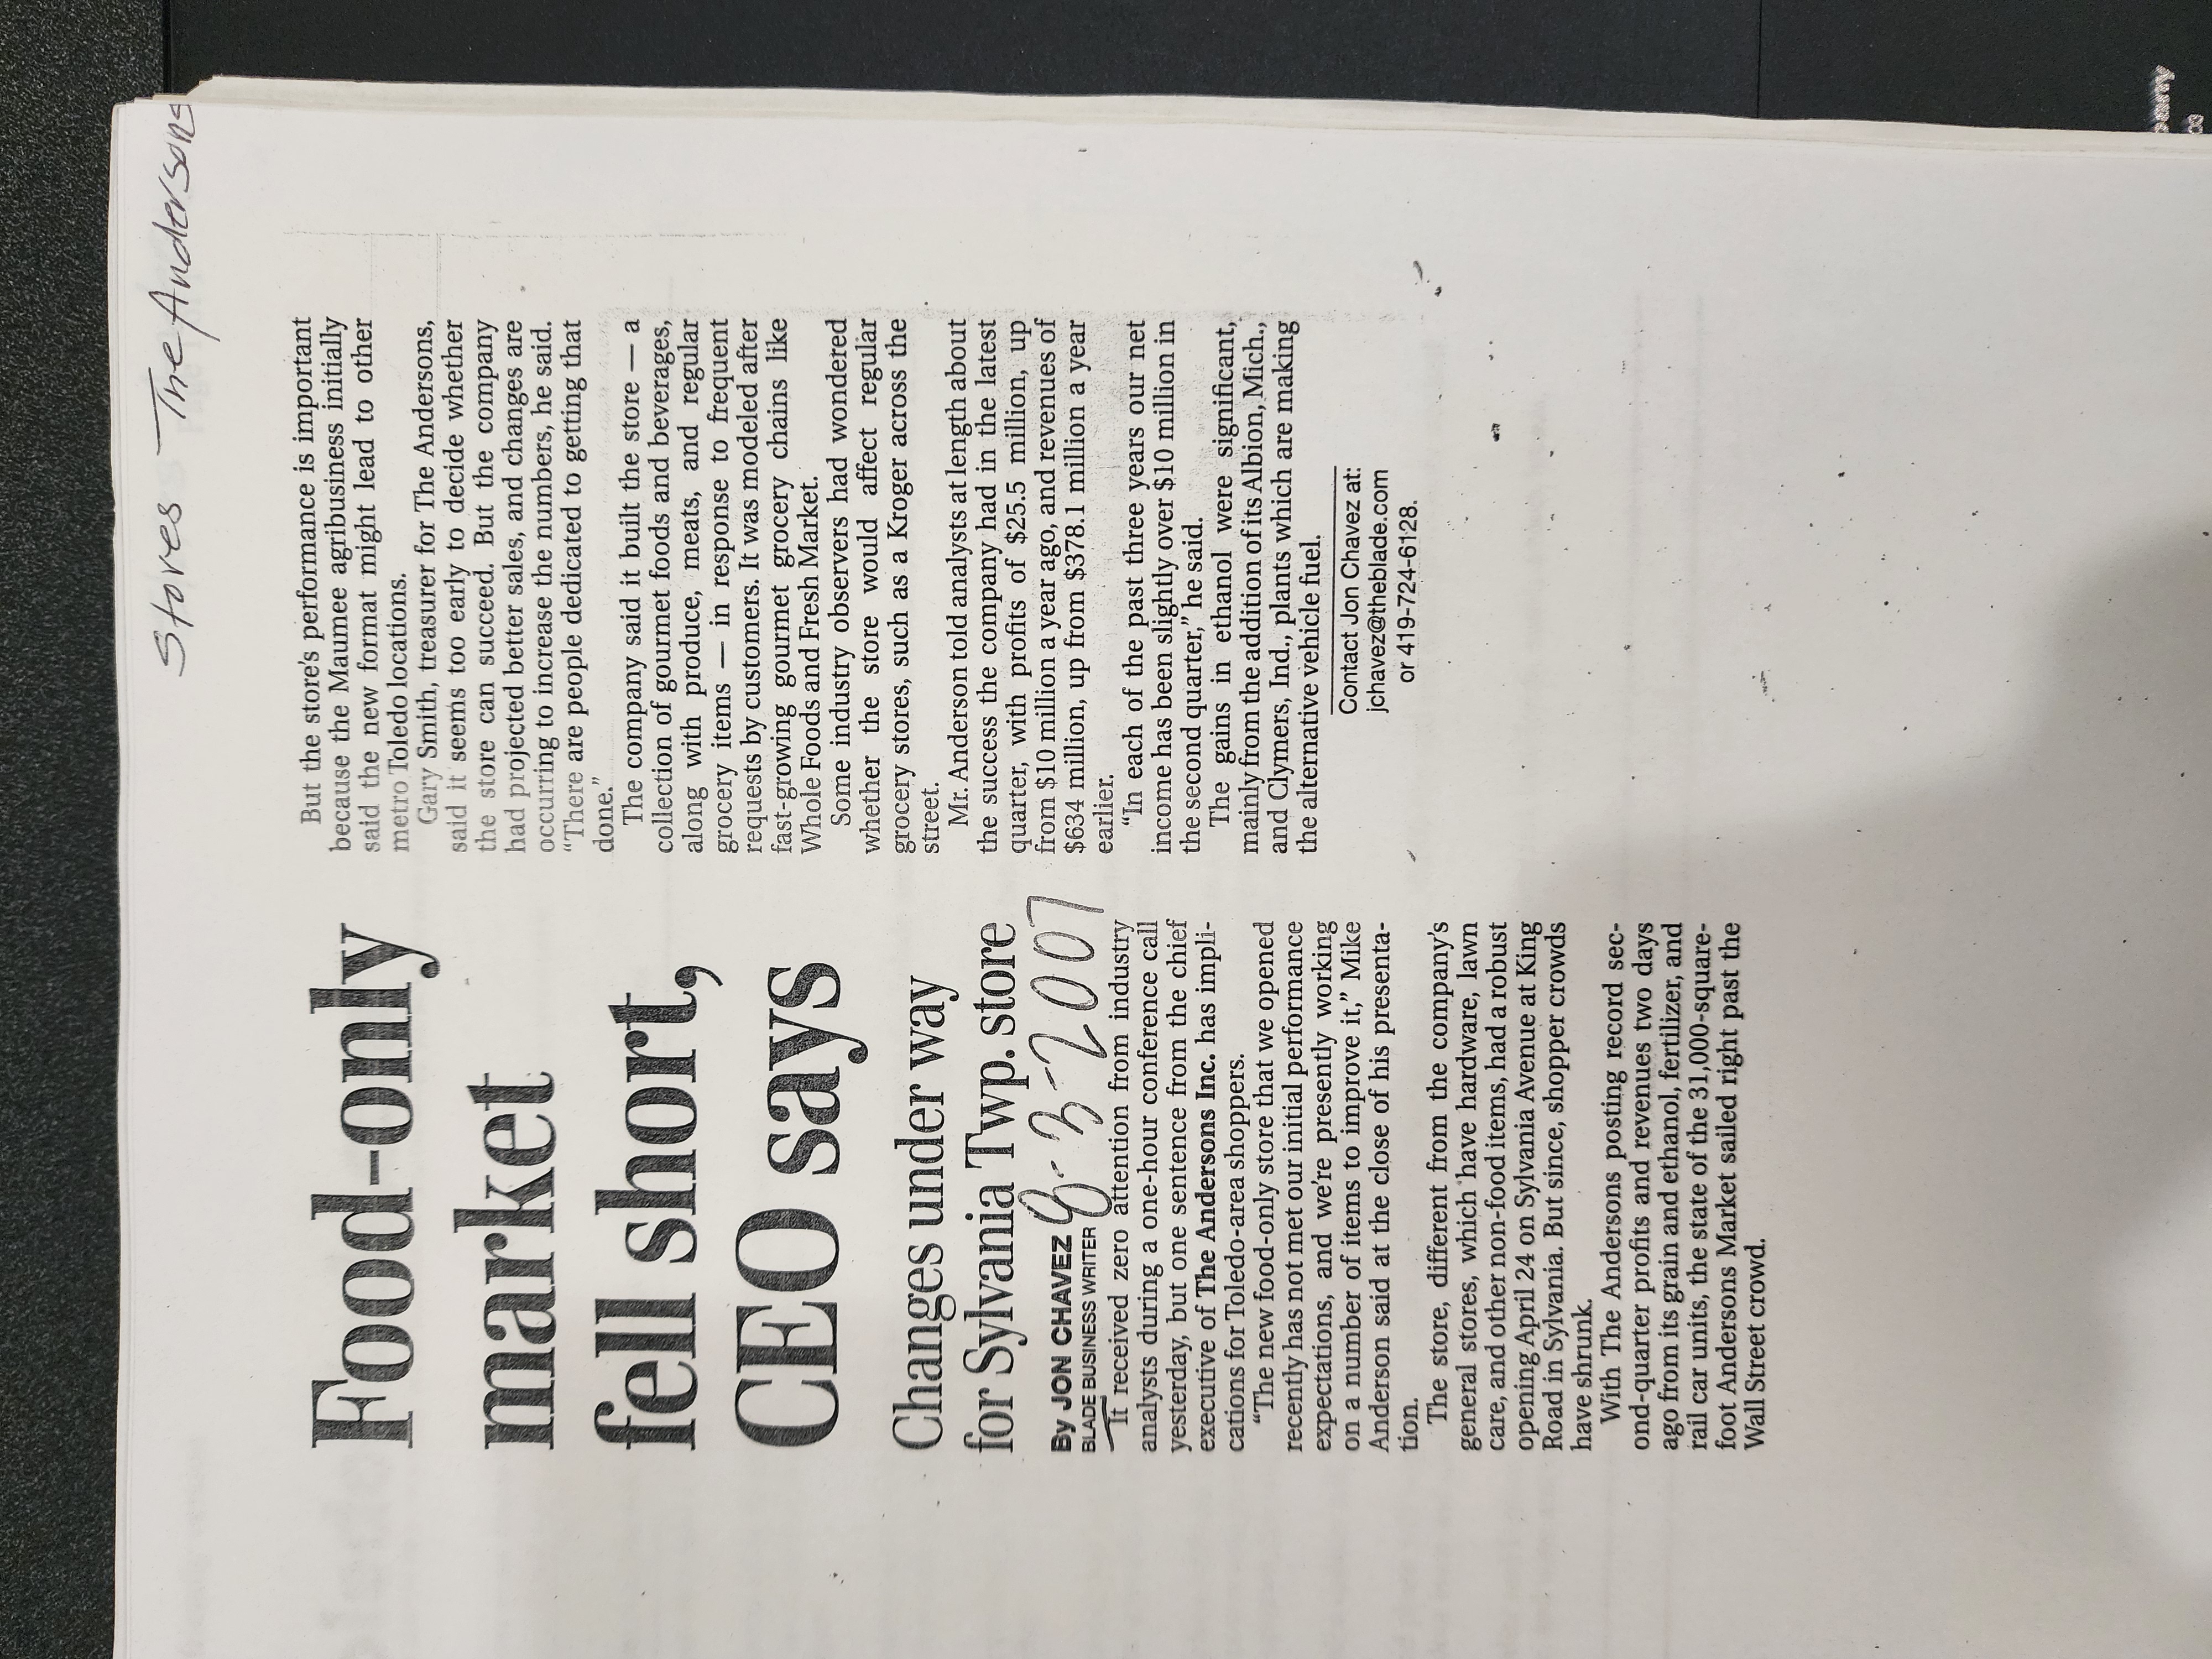 Stores The Andersons
Food-only
market
fell short,
CEO says
Changes under way
for Sylvania Twp. store
By JON CHAVEZ 8-3-2007
BLADE BUSINESS WRITER
It received zero attention from industry
analysts during a one-hour conference call
yesterday, but one sentence from the chief
executive of The Andersons Inc. has impli-
cations for Toledo-area shoppers.
“The new food-only store that we opened
recently has not met our initial performance
expectations, and we’re presently working
on a number of items to improve it,” Mike
Anderson said at the close of his presenta-
tion.
The store, different from the company’s
general stores, which have hardware, lawn
care, and other non-food items, had a robust
opening April 24 on Sylvania Avenue at King
Road in Sylvania. But since, shopper crowds
have shrunk.
With The Andersons posting record sec-
ond-quarter profits and revenues two days
ago from its grain and ethanol, fertilizer, and
rail car units, the state of the 31,000-square-
foot Andersons Market sailed right past the
Wall Street crowd.
But the store’s performance is important
because the Maumee agribusiness initially
said the new format might lead to other
metro Toledo locations.
Gary Smith, treasurer for The Andersons,
said it seems too early to decide whether
the store can succeed. But the company
had projected better sales, and changes are
occurring to increase the numbers, he said.
“There are people dedicated to getting that
done.”
The company said it built the store — a
collection of gourmet foods and beverages,
along with produce, meats, and regular
grocery items — in response to frequent
requests by customers. It was modeled after
fast-growing gourmet grocery chains like
Whole Foods and Fresh Market.
Some industry observers had wondered
whether the store would affect regular
grocery stores, such as a Kroger across the
street.
Mr. Anderson told analysts at length about
the success the company had in the latest
quarter, with profits of $25.5 million, up
from $10 million a year ago, and revenues of
$634 million, up from $378.1 million a year
earlier.
“In each of the past three years our net
income has been slightly over $10 million in
the second quarter,” he said.
The gains in ethanol were significant,
mainly from the addition of its Albion, Mich.,
and Clymers, Ind., plants which are making
the alternative vehicle fuel.
Contact Jon Chavez at:
jchavez@theblade.com
or 419-724-6128.